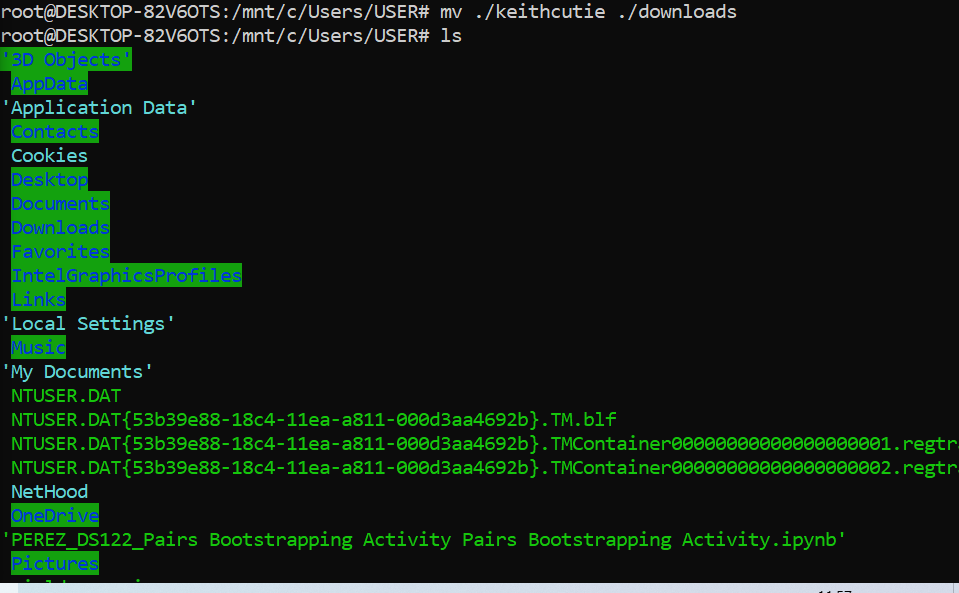 root@DESKTOP-82V6OTS:/mnt/c/Users/USER# mv ./keithcutie ./downloads
root@DESKTOP-82V6OTS:/mnt/c/Users/USER# ls
'3D Objects'
AppData
'Application Data'
Contacts
Cookies
Desktop
Documents
Downloads
Favorites
IntelGraphicsProfiles
Links
'Local Settings'
Music
'My Documents'
NTUSER.DAT
NTUSER.DAT{53b39e88-18c4-11ea-a811-000d3aa4692b}.TM.blf
NTUSER.DAT{53b39e88-18c4-11ea-a811-000d3aa4692b}.TMContainer00000000000000000001.regtr
NTUSER.DAT{53b39e88-18c4-11ea-a811-000d3aa4692b}.TMContainer00000000000000000002.regtr
NetHood
OneDrive
'PEREZ_DS122_Pairs Bootstrapping Activity Pairs Bootstrapping Activity.ipynb'
Pictures